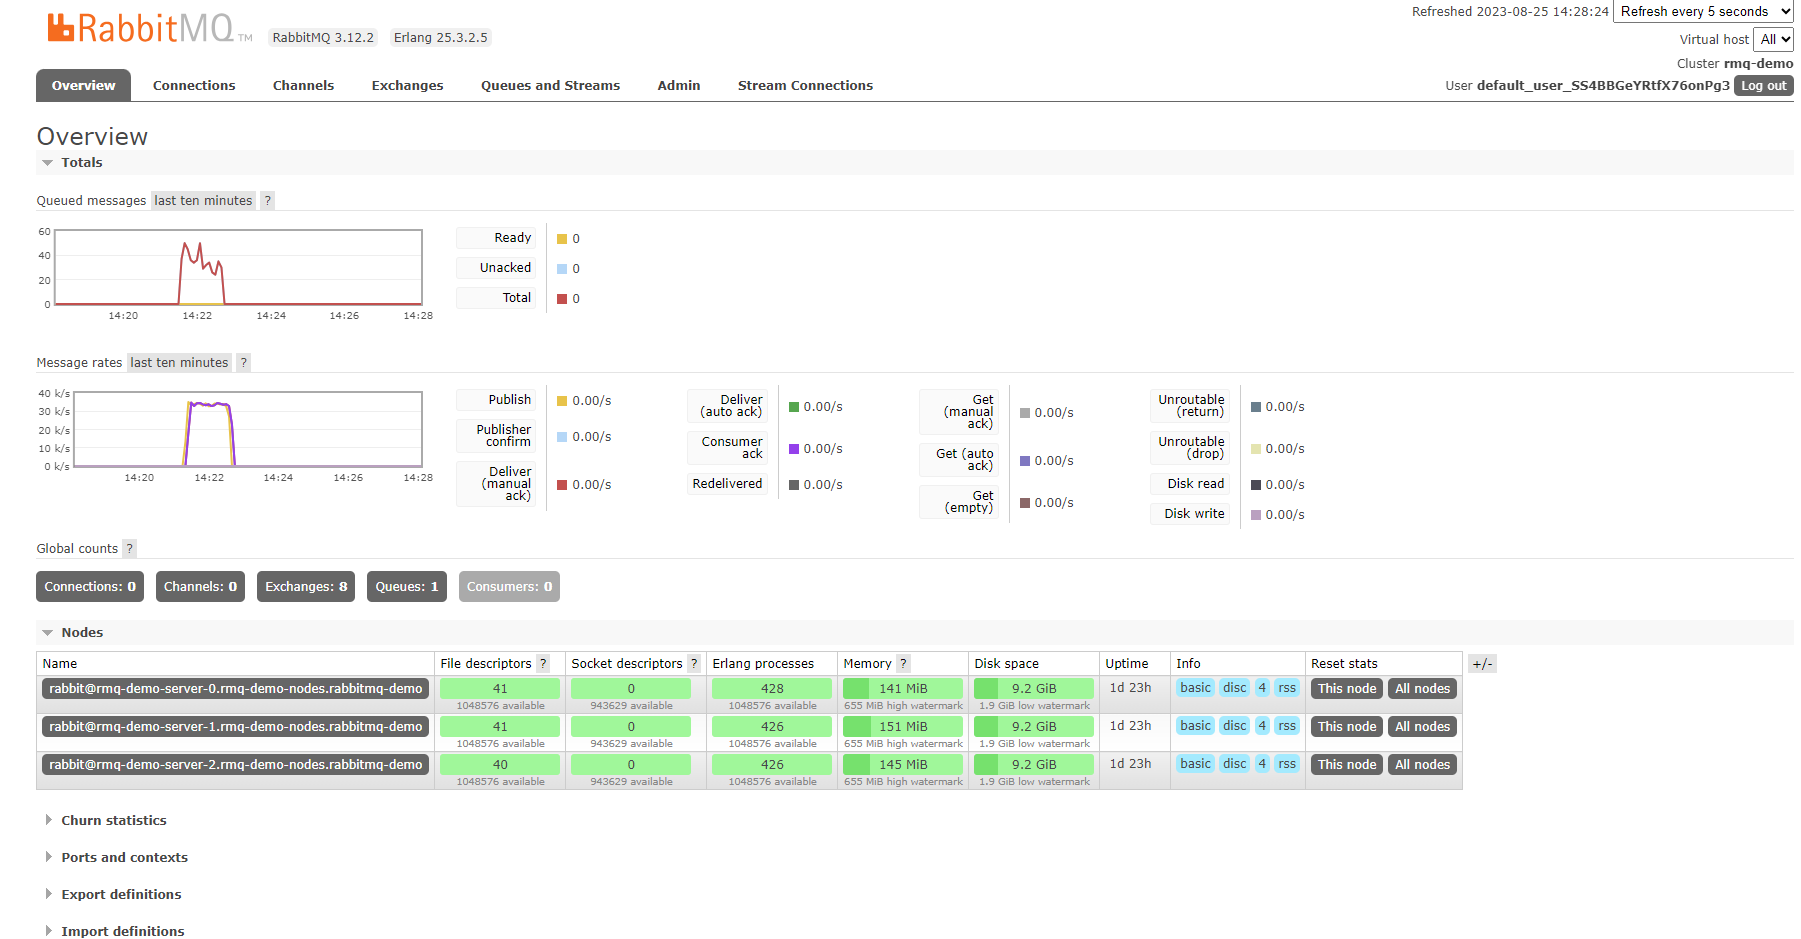 RabbitMQ TM RabbitMQ 3.12.2 Erlang 25.3.2.5
Refreshed 2023-08-25 14:28:24 Refresh every 5 seconds
Virtual host All
Cluster rmq-demo
User default_user_SS4BBGeYRtfX76onPg3 Log out
Overview Connections Channels Exchanges Queues and Streams Admin Stream Connections
Overview
Totals
Queued messages last ten minutes ?
60
40
20
0
14:20 14:22 14:24 14:26 14:28
Ready 0
Unacked 0
Total 0
Message rates last ten minutes ?
40 k/s
30 k/s
20 k/s
10 k/s
0 k/s
14:20 14:22 14:24 14:26 14:28
Publish 0.00/s
Publisher
confirm 0.00/s
Deliver
(manual
ack) 0.00/s
Deliver
(auto ack) 0.00/s
Consumer
ack 0.00/s
Redelivered 0.00/s
Get
(manual
ack) 0.00/s
Get (auto
ack) 0.00/s
Get
(empty) 0.00/s
Unroutable
(return) 0.00/s
Unroutable
(drop) 0.00/s
Disk read 0.00/s
Disk write 0.00/s
Global counts ?
Connections: 0 Channels: 0 Exchanges: 8 Queues: 1 Consumers: 0
Nodes
Name File descriptors ? Socket descriptors ? Erlang processes Memory ? Disk space Uptime Info Reset stats +/-
rabbit@rmq-demo-server-0.rmq-demo-nodes.rabbitmq-demo 41 0 428 141 MiB 9.2 GiB 1d 23h basic disc 4 rss This node All nodes
1048576 available 943629 available 1048576 available 655 MiB high watermark 1.9 GiB low watermark
rabbit@rmq-demo-server-1.rmq-demo-nodes.rabbitmq-demo 41 0 426 151 MiB 9.2 GiB 1d 23h basic disc 4 rss This node All nodes
1048576 available 943629 available 1048576 available 655 MiB high watermark 1.9 GiB low watermark
rabbit@rmq-demo-server-2.rmq-demo-nodes.rabbitmq-demo 40 0 426 145 MiB 9.2 GiB 1d 23h basic disc 4 rss This node All nodes
1048576 available 943629 available 1048576 available 655 MiB high watermark 1.9 GiB low watermark
Churn statistics
Ports and contexts
Export definitions
Import definitions